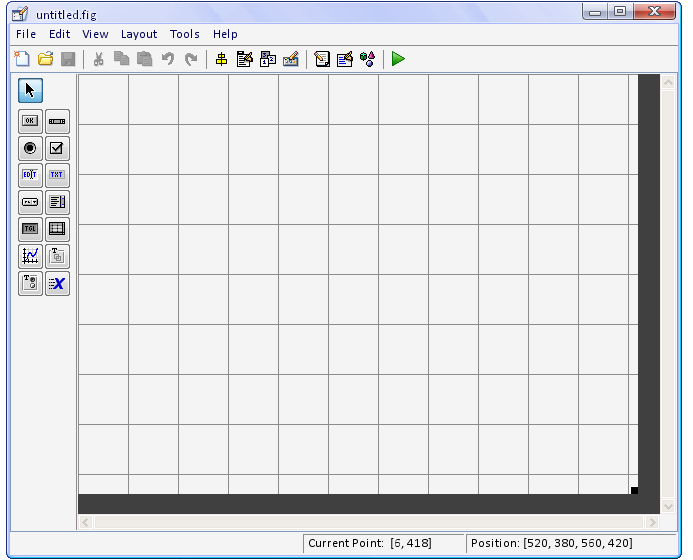 untitled.fig
File Edit View Layout Tools Help
OK
EDIT TXT
TGL
T
T
X
Current Point: [6, 418] Position: [520, 380, 560, 420]